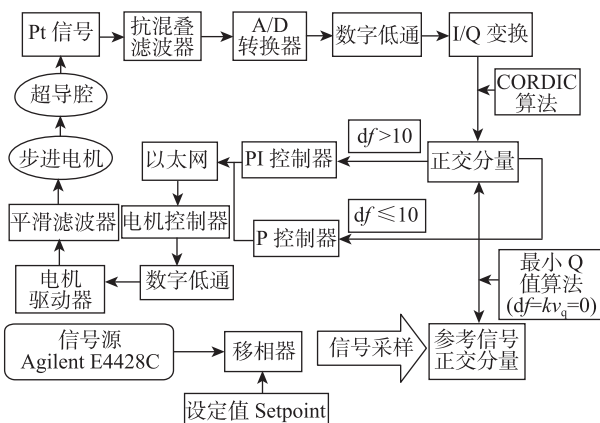 Pt 信号
抗混叠
滤波器
A/D
转换器
数字低通
I/Q 变换
超导腔
CORDIC
算法
步进电机
以太网
PI 控制器
df>10
正交分量
平滑滤波器
电机控制器
P 控制器
df≤10
电机
驱动器
数字低通
最小 Q
值算法
(df=kvq=0)
信号源
Agilent E4428C
移相器
信号采样
参考信号
正交分量
设定值 Setpoint